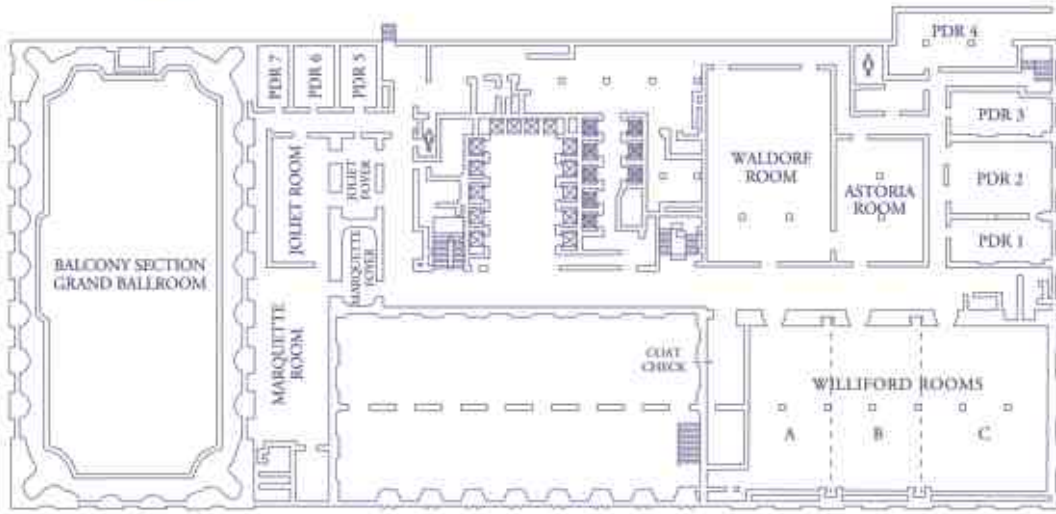 PDR 4
PDR 7
PDR 6
PDR 5
PDR 3
WALDORF
ROOM
JOLIET ROOM
JOLIET
FOYER
PDR 2
ASTORIA
ROOM
PDR 1
BALCONY SECTION
GRAND BALLROOM
MARQUETTE
FOYER
MARQUETTE
ROOM
COAT
CHECK
WILLIFORD ROOMS
A
B
C